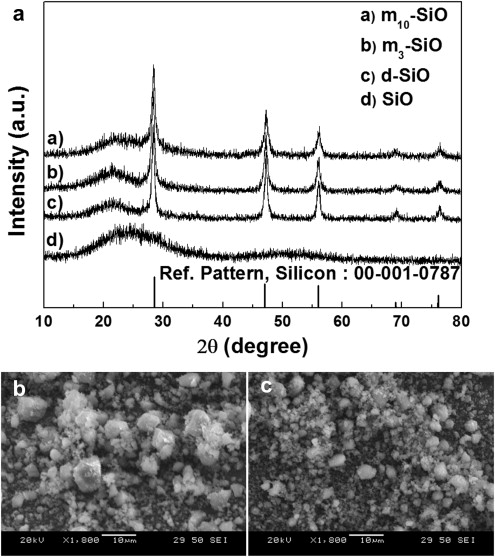 a
a) m10-SiO
b) m3-SiO
c) d-SiO
d) SiO
Intensity (a.u.)
a)
b)
c)
d)
Ref. Pattern, Silicon : 00-001-0787
10 20 30 40 50 60 70 80
2θ (degree)
b
c
20kV X1,800 10μm 29 50 SEI
20kV X1,800 10μm 29 50 SEI